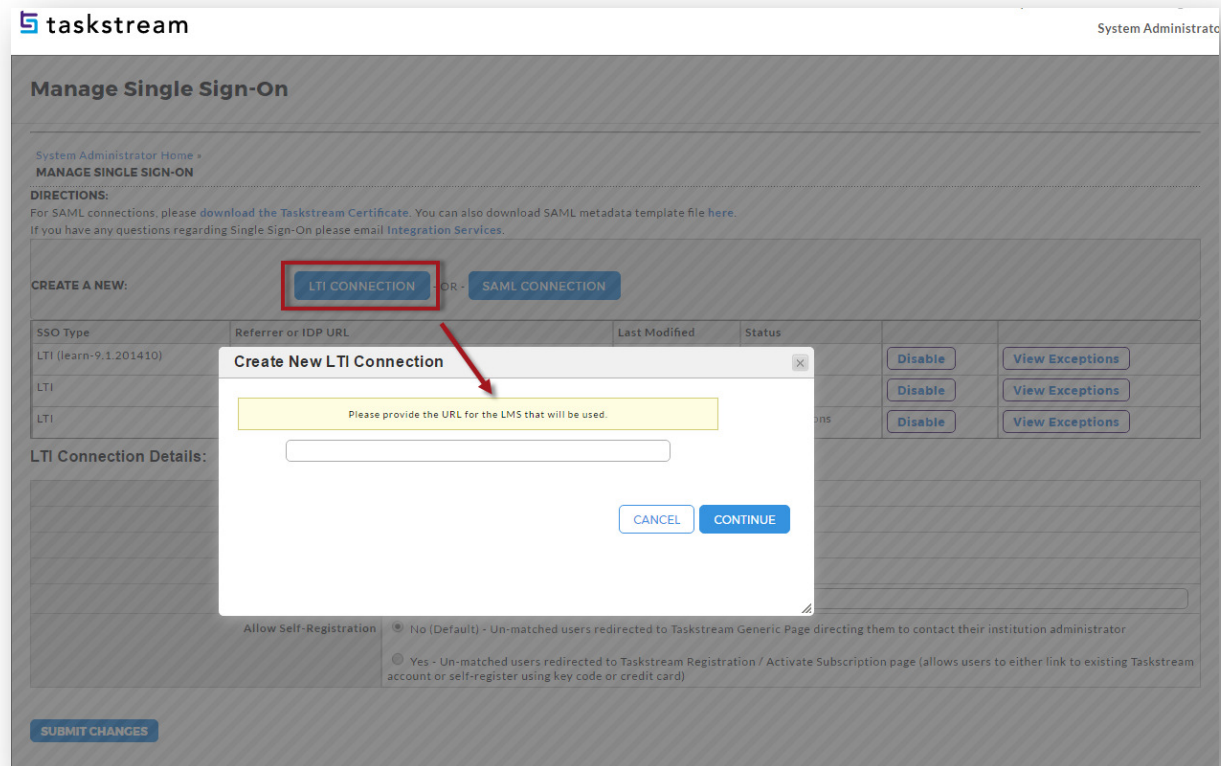 taskstream
System Administrato
Manage Single Sign-On
System Administrator Home »
MANAGE SINGLE SIGN-ON
DIRECTIONS:
For SAML connections, please download the Taskstream Certificate. You can also download SAML metadata template file here.
If you have any questions regarding Single Sign-On please email Integration Services.
CREATE A NEW: LTI CONNECTION - OR - SAML CONNECTION
SSO Type Referrer or IDP URL Last Modified Status
LTI (learn-9.1.201410) Disable View Exceptions
LTI Disable View Exceptions
LTI ons Disable View Exceptions
Create New LTI Connection
Please provide the URL for the LMS that will be used.
CANCEL CONTINUE
LTI Connection Details:
Allow Self-Registration No (Default) - Un-matched users redirected to Taskstream Generic Page directing them to contact their institution administrator
Yes - Un-matched users redirected to Taskstream Registration / Activate Subscription page (allows users to either link to existing Taskstream
account or self-register using key code or credit card)
SUBMIT CHANGES